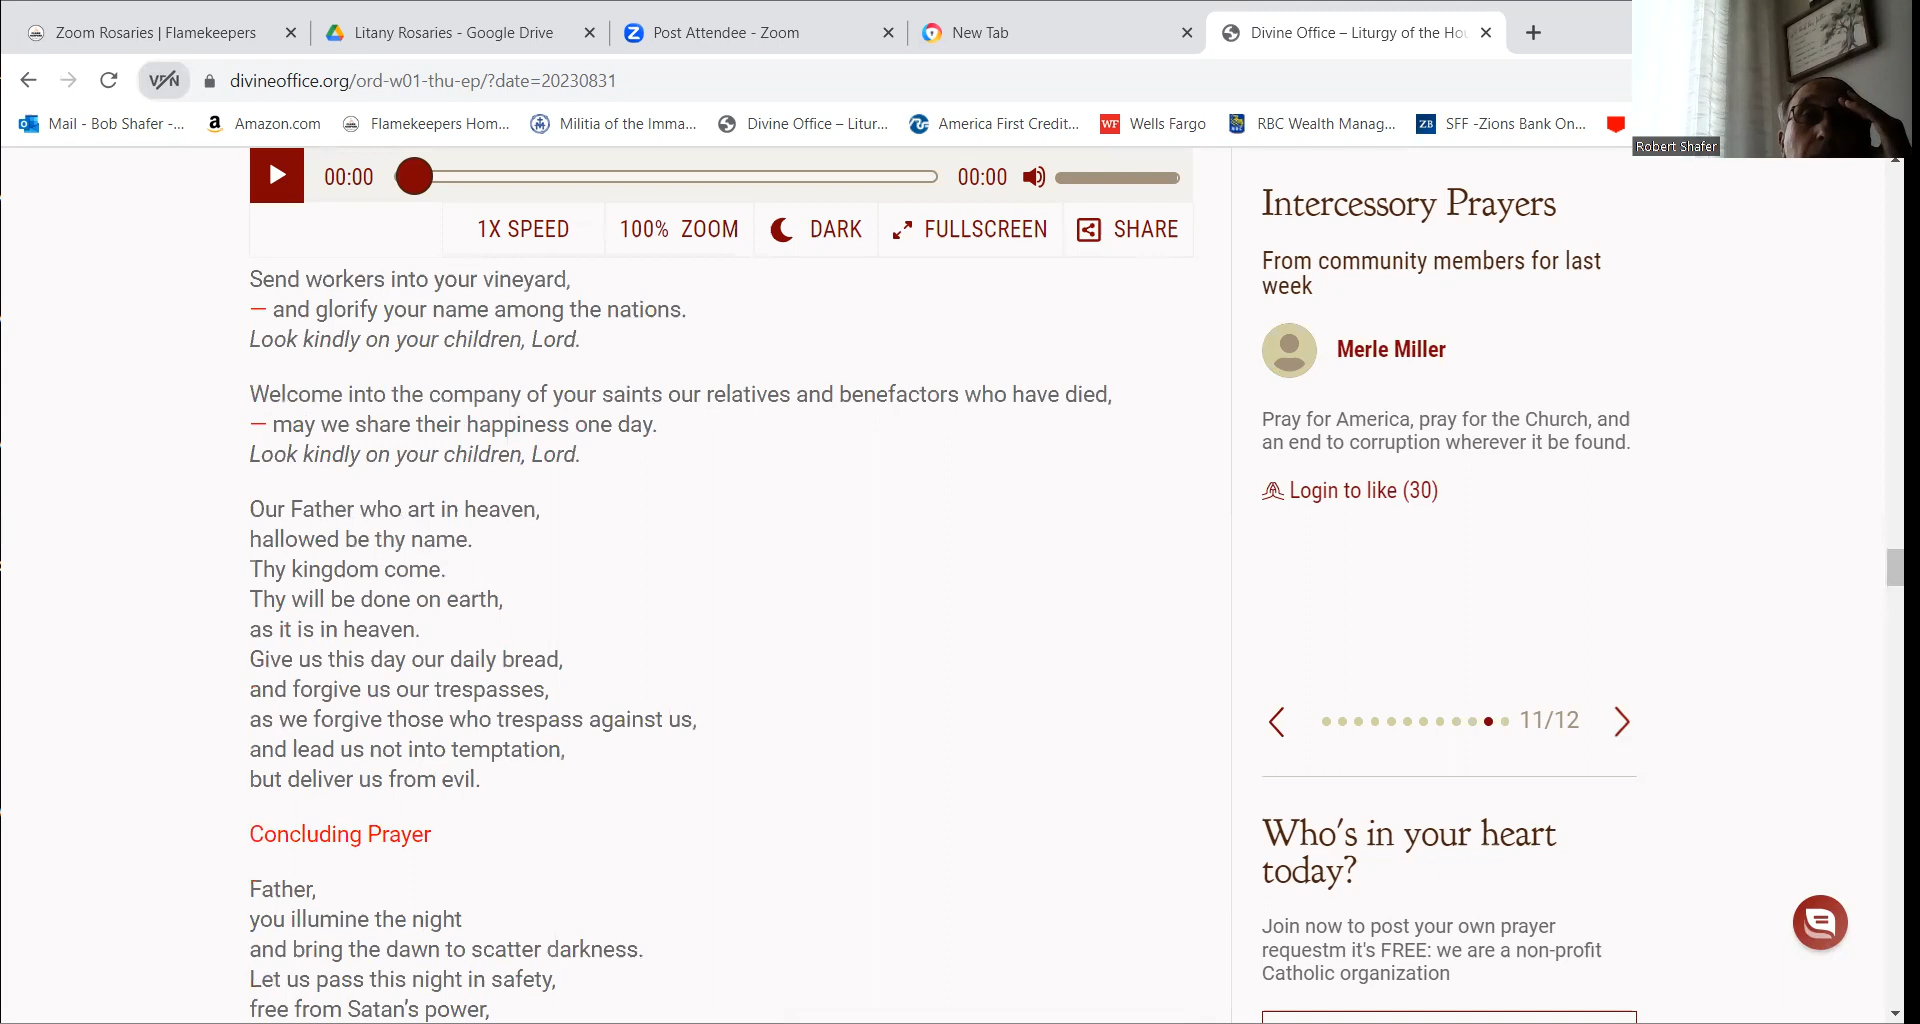 Zoom Rosaries | Flamekeepers
Litany Rosaries - Google Drive
Post Attendee - Zoom
New Tab
Divine Office – Liturgy of the Hou
VPN
divineoffice.org/ord-w01-thu-ep/?date=20230831
Mail - Bob Shafer -...
Amazon.com
Flamekeepers Hom...
Militia of the Imma...
Divine Office – Litur...
America First Credit...
WF Wells Fargo
RBC Wealth Manag...
ZB SFF -Zions Bank On...
Robert Shafer
00:00
00:00
1X SPEED
100% ZOOM
DARK
FULLSCREEN
SHARE
Send workers into your vineyard,
— and glorify your name among the nations.
Look kindly on your children, Lord.
Welcome into the company of your saints our relatives and benefactors who have died,
— may we share their happiness one day.
Look kindly on your children, Lord.
Our Father who art in heaven,
hallowed be thy name.
Thy kingdom come.
Thy will be done on earth,
as it is in heaven.
Give us this day our daily bread,
and forgive us our trespasses,
as we forgive those who trespass against us,
and lead us not into temptation,
but deliver us from evil.
Concluding Prayer
Father,
you illumine the night
and bring the dawn to scatter darkness.
Let us pass this night in safety,
free from Satan's power,
Intercessory Prayers
From community members for last
week
Merle Miller
Pray for America, pray for the Church, and
an end to corruption wherever it be found.
Login to like (30)
11/12
Who's in your heart
today?
Join now to post your own prayer
requestm it's FREE: we are a non-profit
Catholic organization